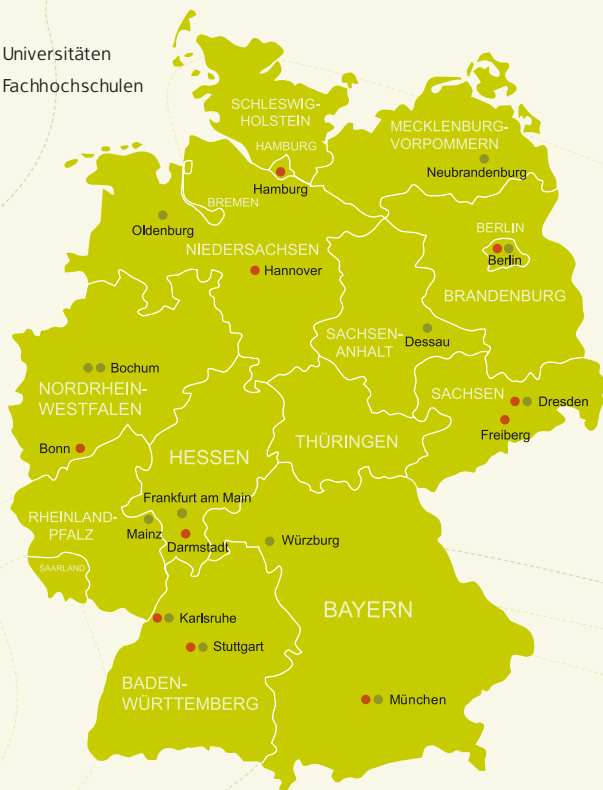 Universitäten
Fachhochschulen
SCHLESWIG-
HOLSTEIN
MECKLENBURG-
VORPOMMERN
HAMBURG
Hamburg
Neubrandenburg
BREMEN
Oldenburg
BERLIN
Berlin
NIEDERSACHSEN
Hannover
BRANDENBURG
SACHSEN-
ANHALT
Dessau
Bochum
NORDRHEIN-
WESTFALEN
SACHSEN
Dresden
Freiberg
Bonn
HESSEN
THÜRINGEN
Frankfurt am Main
RHEINLAND-
PFALZ
Mainz
Darmstadt
Würzburg
SAARLAND
BAYERN
Karlsruhe
Stuttgart
BADEN-
WÜRTTEMBERG
München